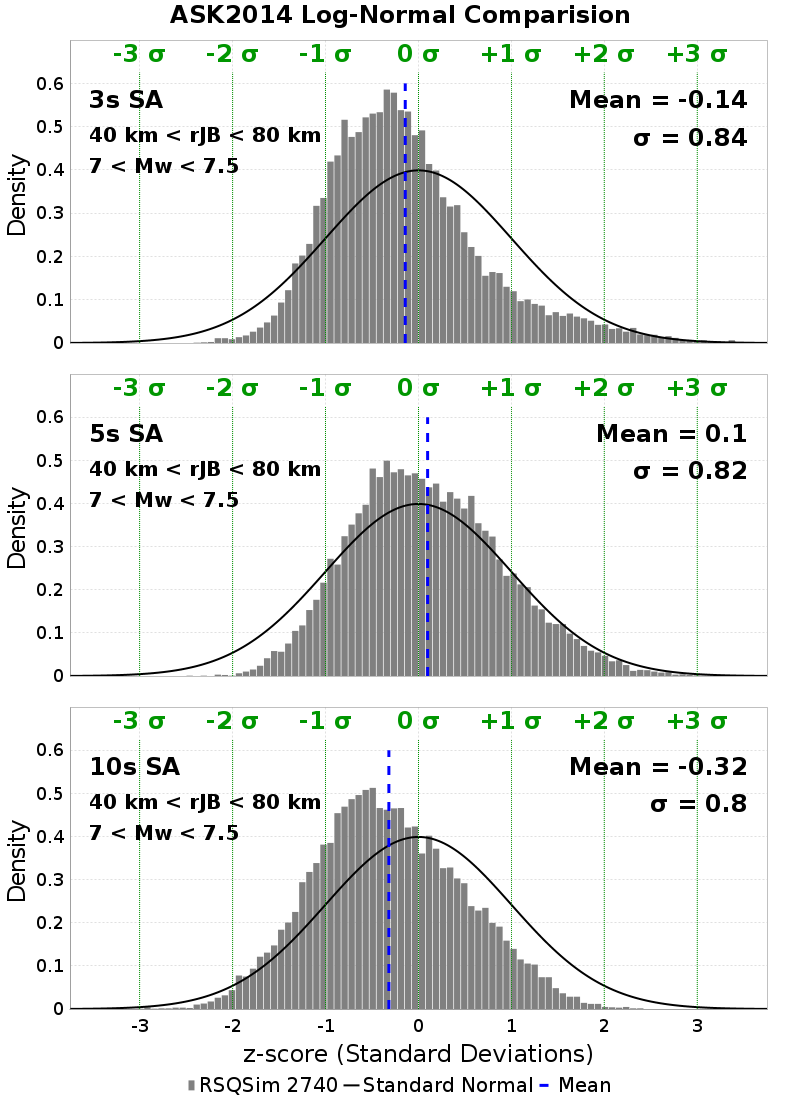 ASK2014 Log-Normal Comparision
-3 σ -2 σ -1 σ 0 σ +1 σ +2 σ +3 σ
3s SA
40 km < rJB < 80 km
7 < Mw < 7.5
Mean = -0.14
σ = 0.84
0.6
0.5
0.4
0.3
0.2
0.1
0
Density
-3 σ -2 σ -1 σ 0 σ +1 σ +2 σ +3 σ
5s SA
40 km < rJB < 80 km
7 < Mw < 7.5
Mean = 0.1
σ = 0.82
0.6
0.5
0.4
0.3
0.2
0.1
0
Density
-3 σ -2 σ -1 σ 0 σ +1 σ +2 σ +3 σ
10s SA
40 km < rJB < 80 km
7 < Mw < 7.5
Mean = -0.32
σ = 0.8
0.6
0.5
0.4
0.3
0.2
0.1
0
Density
-3 -2 -1 0 1 2 3
z-score (Standard Deviations)
RSQSim 2740 Standard Normal Mean